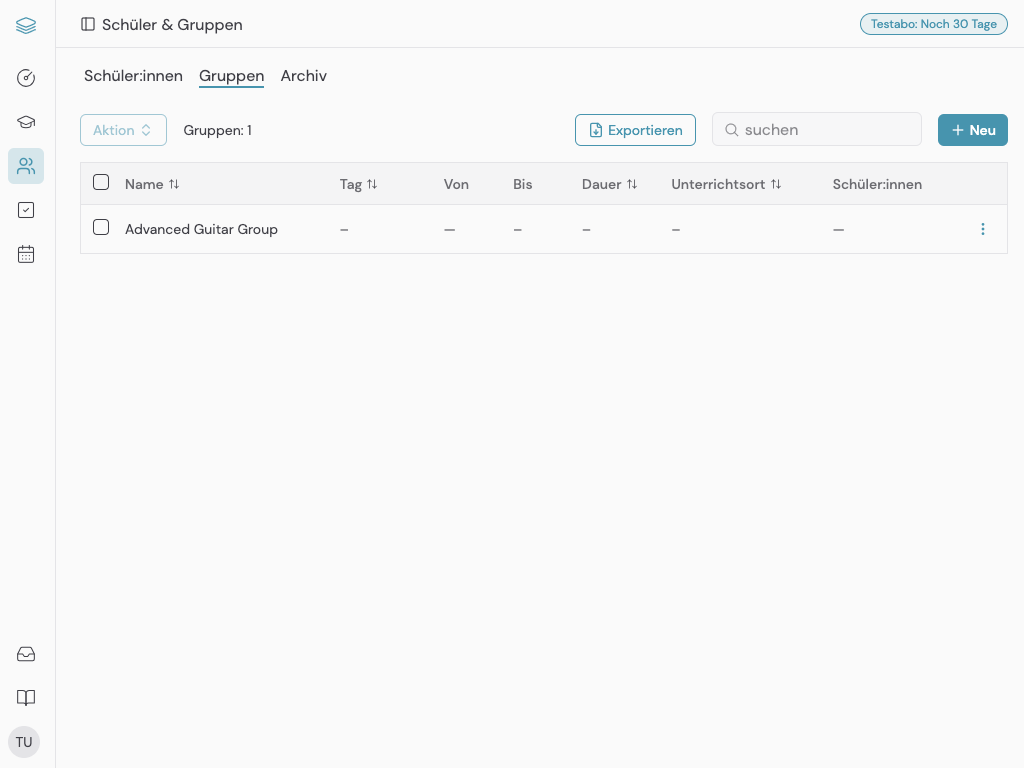 Schüler & Gruppen
Testabo: Noch 30 Tage
Schüler:innen Gruppen Archiv
Aktion Gruppen: 1 Exportieren suchen Neu
Name Tag Von Bis Dauer Unterrichtsort Schüler:innen
Advanced Guitar Group – — – – – —
TU